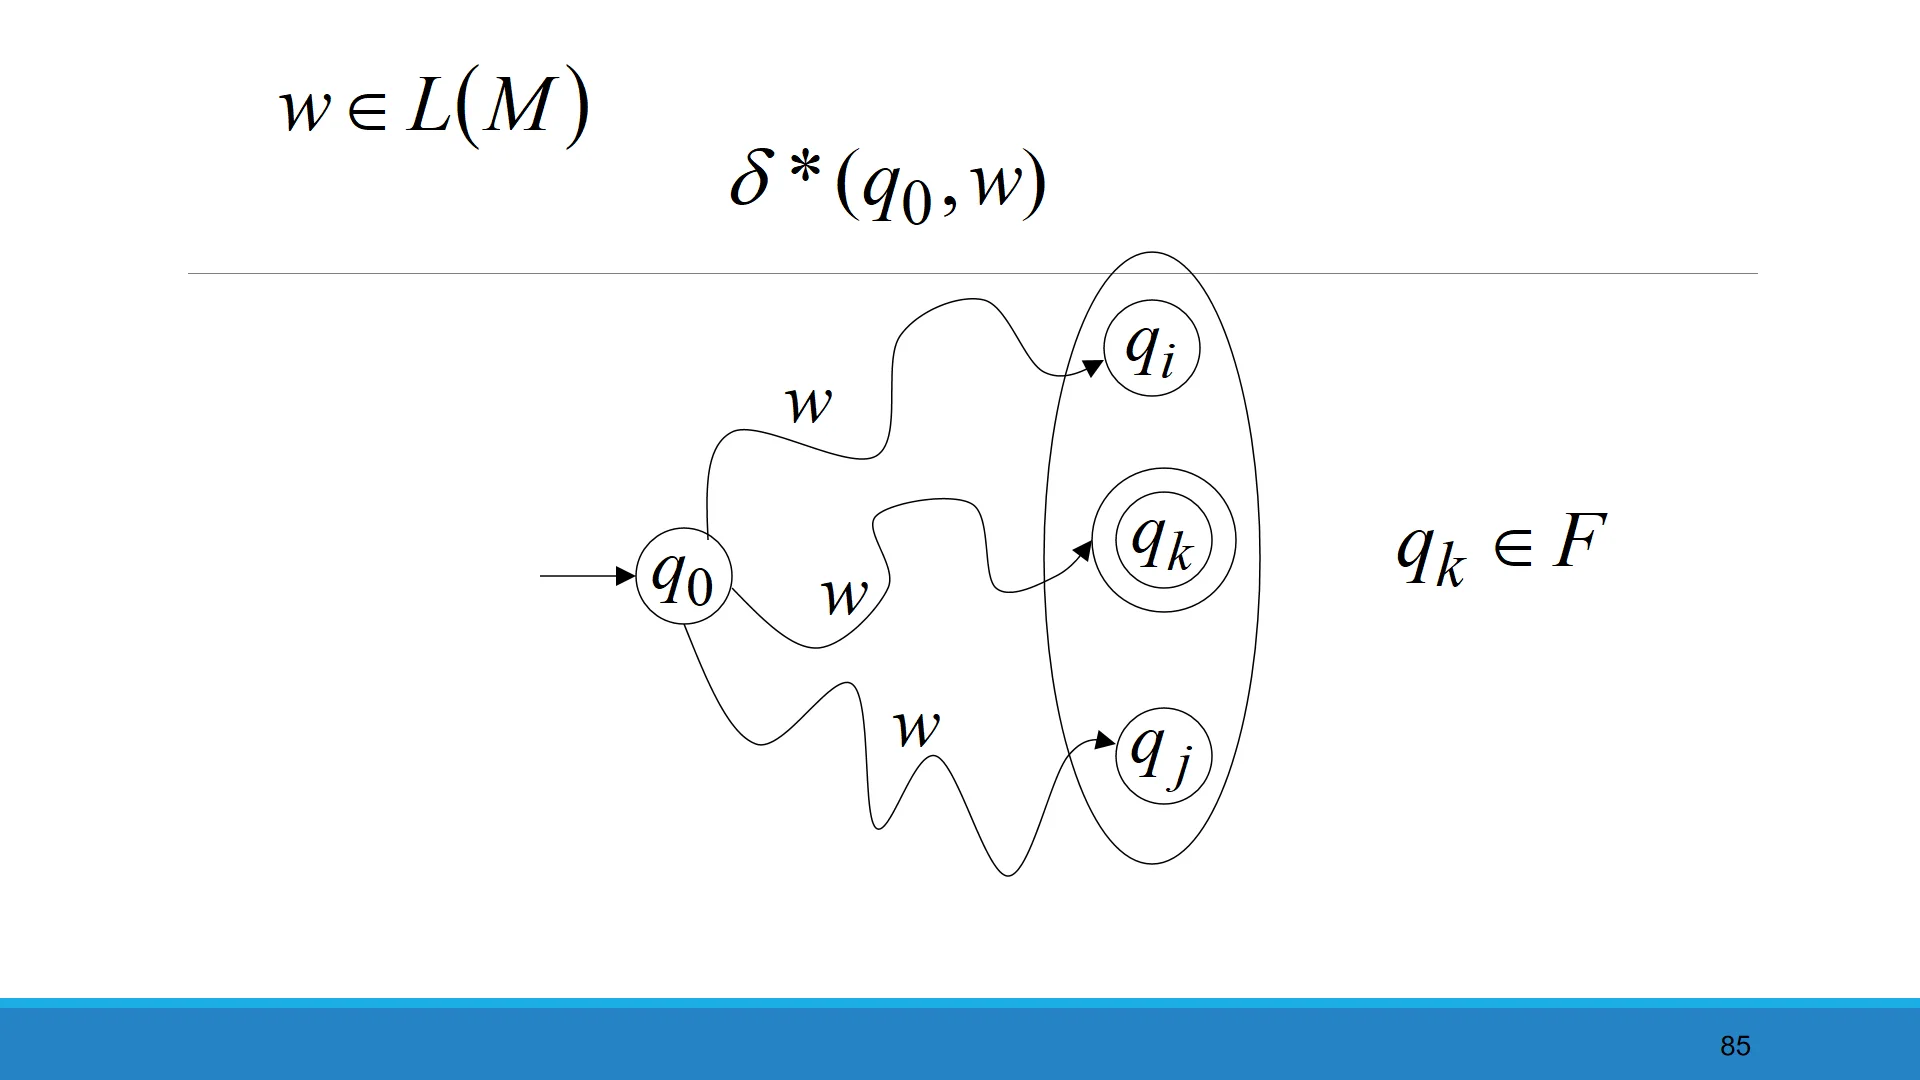 w ∈ L(M)
δ*(q₀, w)
qᵢ
w
qₖ
qₖ ∈ F
q₀
w
w
qⱼ
85